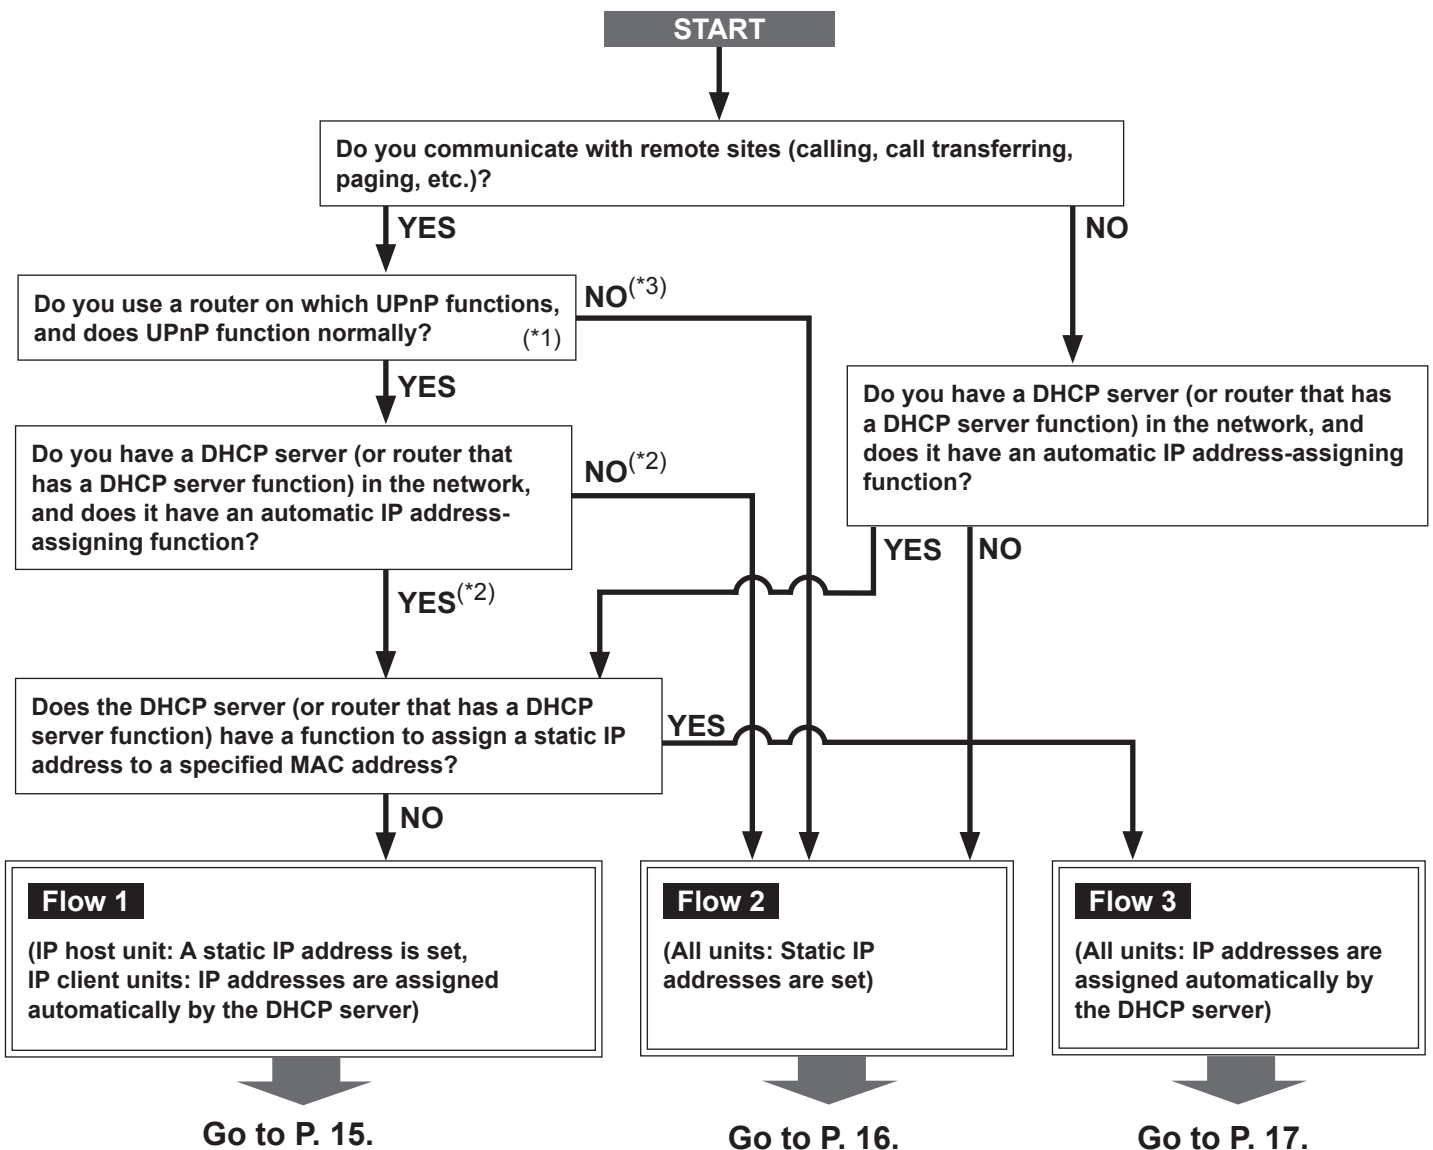 START
Do you communicate with remote sites (calling, call transferring,
paging, etc.)?
YES
NO
Do you use a router on which UPnP functions,
and does UPnP function normally?
(*1)
NO(*3)
YES
Do you have a DHCP server (or router that has
a DHCP server function) in the network, and
does it have an automatic IP address-assigning
function?
Do you have a DHCP server (or router that
has a DHCP server function) in the network,
and does it have an automatic IP address-
assigning function?
NO(*2)
YES
NO
YES(*2)
Does the DHCP server (or router that has a DHCP
server function) have a function to assign a static IP
address to a specified MAC address?
YES
NO
Flow 1
(IP host unit: A static IP address is set,
IP client units: IP addresses are assigned
automatically by the DHCP server)
Flow 2
(All units: Static IP
addresses are set)
Flow 3
(All units: IP addresses are
assigned automatically by
the DHCP server)
Go to P. 15.
Go to P. 16.
Go to P. 17.